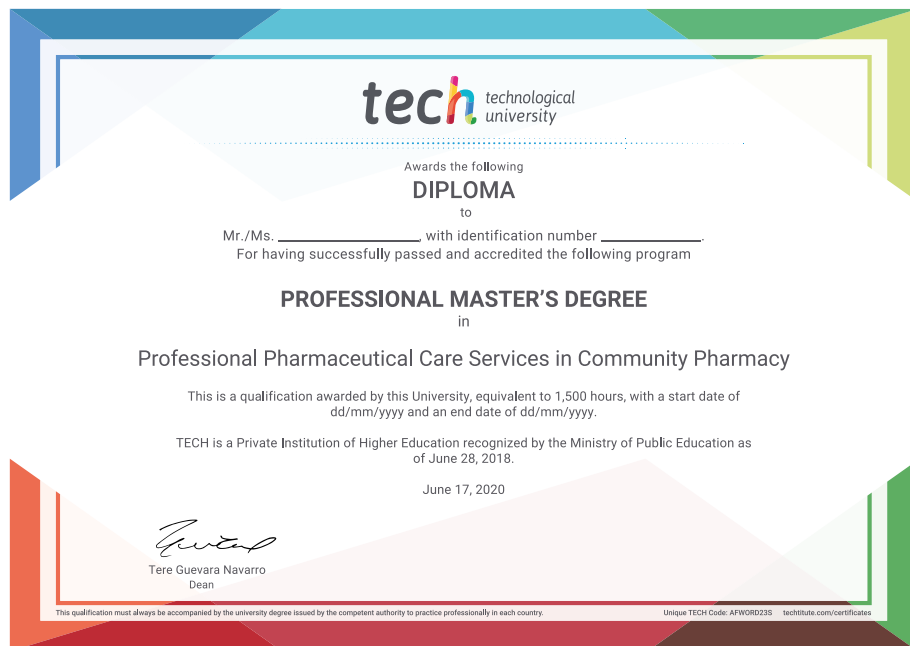 tech technological
university
Awards the following
DIPLOMA
to
Mr./Ms. ____________________, with identification number ______________.
For having successfully passed and accredited the following program
PROFESSIONAL MASTER'S DEGREE
in
Professional Pharmaceutical Care Services in Community Pharmacy
This is a qualification awarded by this University, equivalent to 1,500 hours, with a start date of
dd/mm/yyyy and an end date of dd/mm/yyyy.
TECH is a Private Institution of Higher Education recognized by the Ministry of Public Education as
of June 28, 2018.
June 17, 2020
Tere Guevara Navarro
Dean
This qualification must always be accompanied by the university degree issued by the competent authority to practice professionally in each country. Unique TECH Code: AFWORD23S techtitute.com/certificates